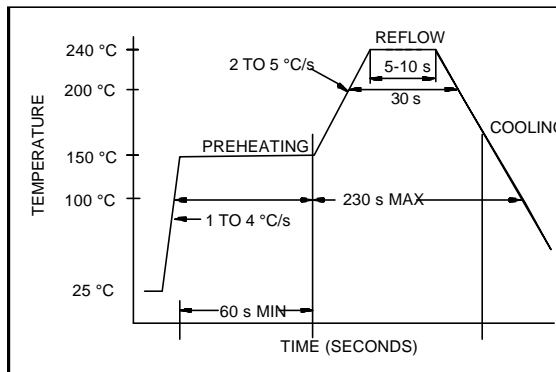 REFLOW
240 °C
5-10 s
2 TO 5 °C/s
200 °C
30 s
COOLING
PREHEATING
150 °C
TEMPERATURE
100 °C
230 s MAX
1 TO 4 °C/s
25 °C
60 s MIN
TIME (SECONDS)